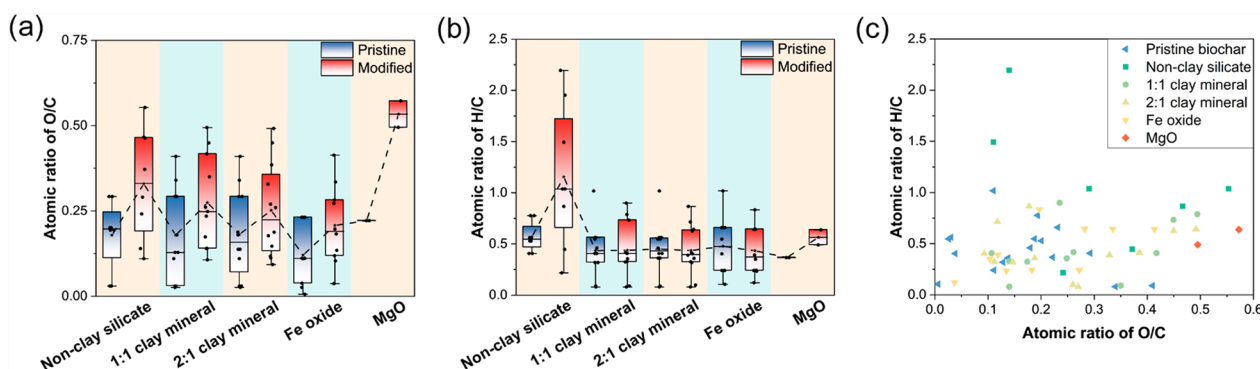 (a)
Atomic ratio of O/C
0.75
0.50
0.25
0.00
Pristine
Modified
Non-clay silicate
1:1 clay mineral
2:1 clay mineral
Fe oxide
MgO
(b)
Atomic ratio of H/C
2.5
2.0
1.5
1.0
0.5
0.0
Pristine
Modified
Non-clay silicate
1:1 clay mineral
2:1 clay mineral
Fe oxide
MgO
(c)
Atomic ratio of H/C
2.5
2.0
1.5
1.0
0.5
0.0
Pristine biochar
Non-clay silicate
1:1 clay mineral
2:1 clay mineral
Fe oxide
MgO
0.0 0.1 0.2 0.3 0.4 0.5 0.6
Atomic ratio of O/C